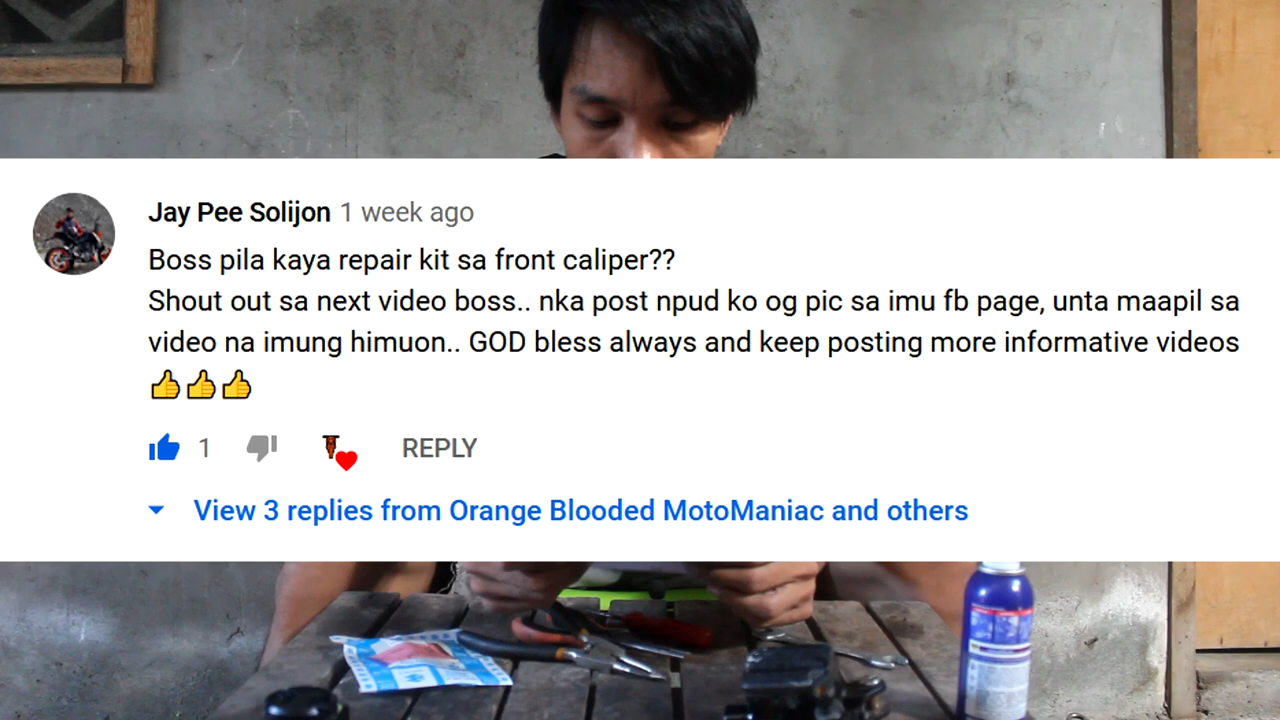 Jay Pee Solijon 1 week ago
Boss pila kaya repair kit sa front caliper??
Shout out sa next video boss.. nka post npud ko og pic sa imu fb page, unta maapil sa
video na imung himuon.. GOD bless always and keep posting more informative videos
👍👍👍
1 REPLY
View 3 replies from Orange Blooded MotoManiac and others